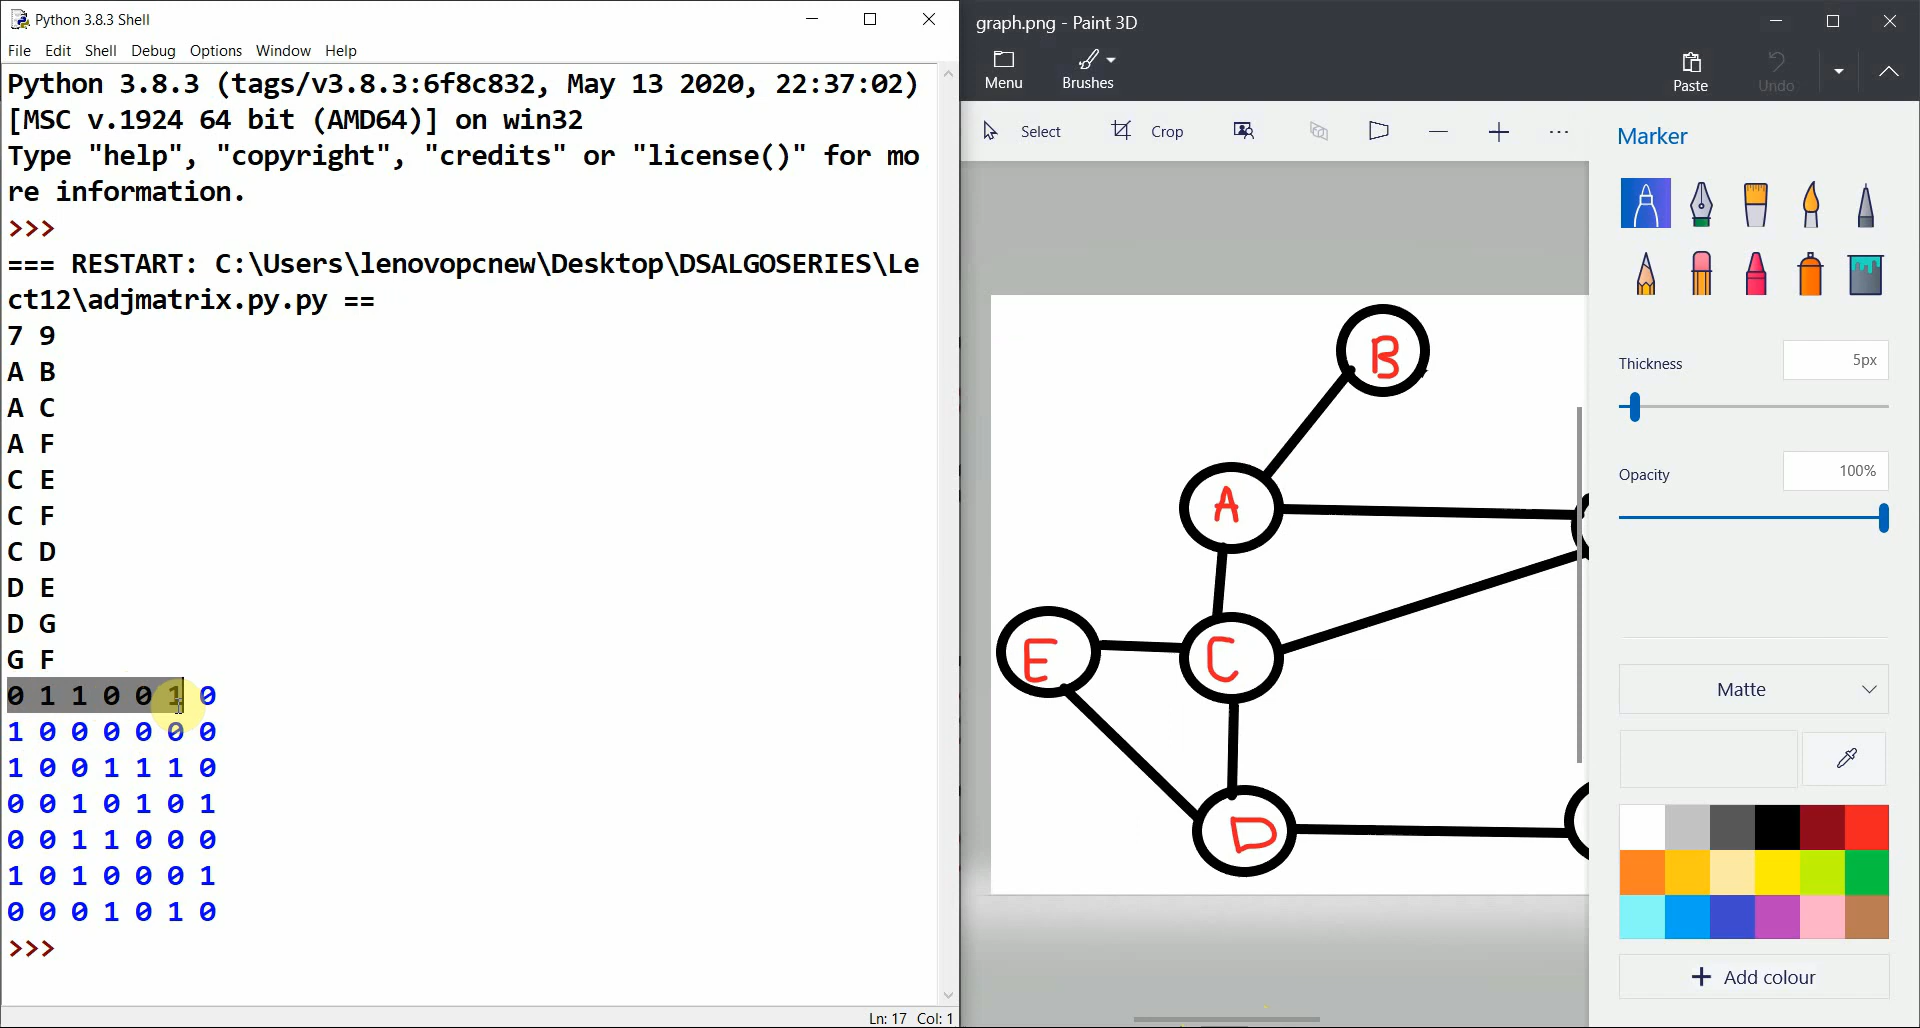 Python 3.8.3 Shell
File Edit Shell Debug Options Window Help
Python 3.8.3 (tags/v3.8.3:6f8c832, May 13 2020, 22:37:02)
[MSC v.1924 64 bit (AMD64)] on win32
Type "help", "copyright", "credits" or "license()" for mo
re information.
>>>
=== RESTART: C:\Users\lenovopcnew\Desktop\DSALGOSERIES\Le
ct12\adjmatrix.py.py ==
7 9
A B
A C
A F
C E
C F
C D
D E
D G
G F
0 1 1 0 0 1 0
1 0 0 0 0 0 0
1 0 0 1 1 1 0
0 0 1 0 1 0 1
0 0 1 1 0 0 0
1 0 1 0 0 0 1
0 0 0 1 0 1 0
>>>
Ln: 17 Col: 1
graph.png - Paint 3D
Menu Brushes Paste Undo
Select Crop
B
A
E C
D
Marker
Thickness 5px
Opacity 100%
Matte
Add colour